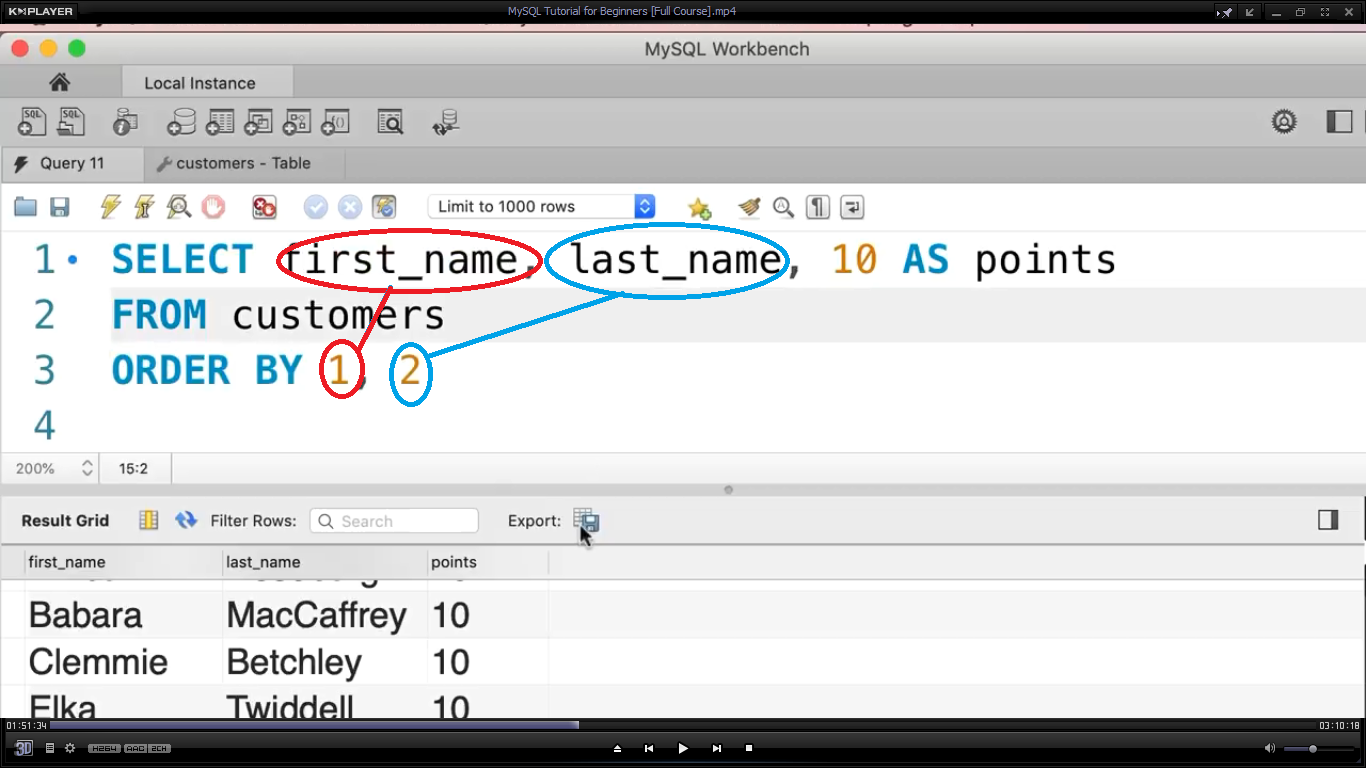 KMPLAYER
MySQL Tutorial for Beginners [Full Course].mp4
MySQL Workbench
Local Instance
SQL SQL
Query 11 customers - Table
Limit to 1000 rows
1 SELECT first_name, last_name, 10 AS points
2 FROM customers
3 ORDER BY 1, 2
4
200% 15:2
Result Grid Filter Rows: Search Export:
first_name last_name points
Babara MacCaffrey 10
Clemmie Betchley 10
Elka Twiddell 10
01:51:34 03:10:18
3D H264 AAC 2CH